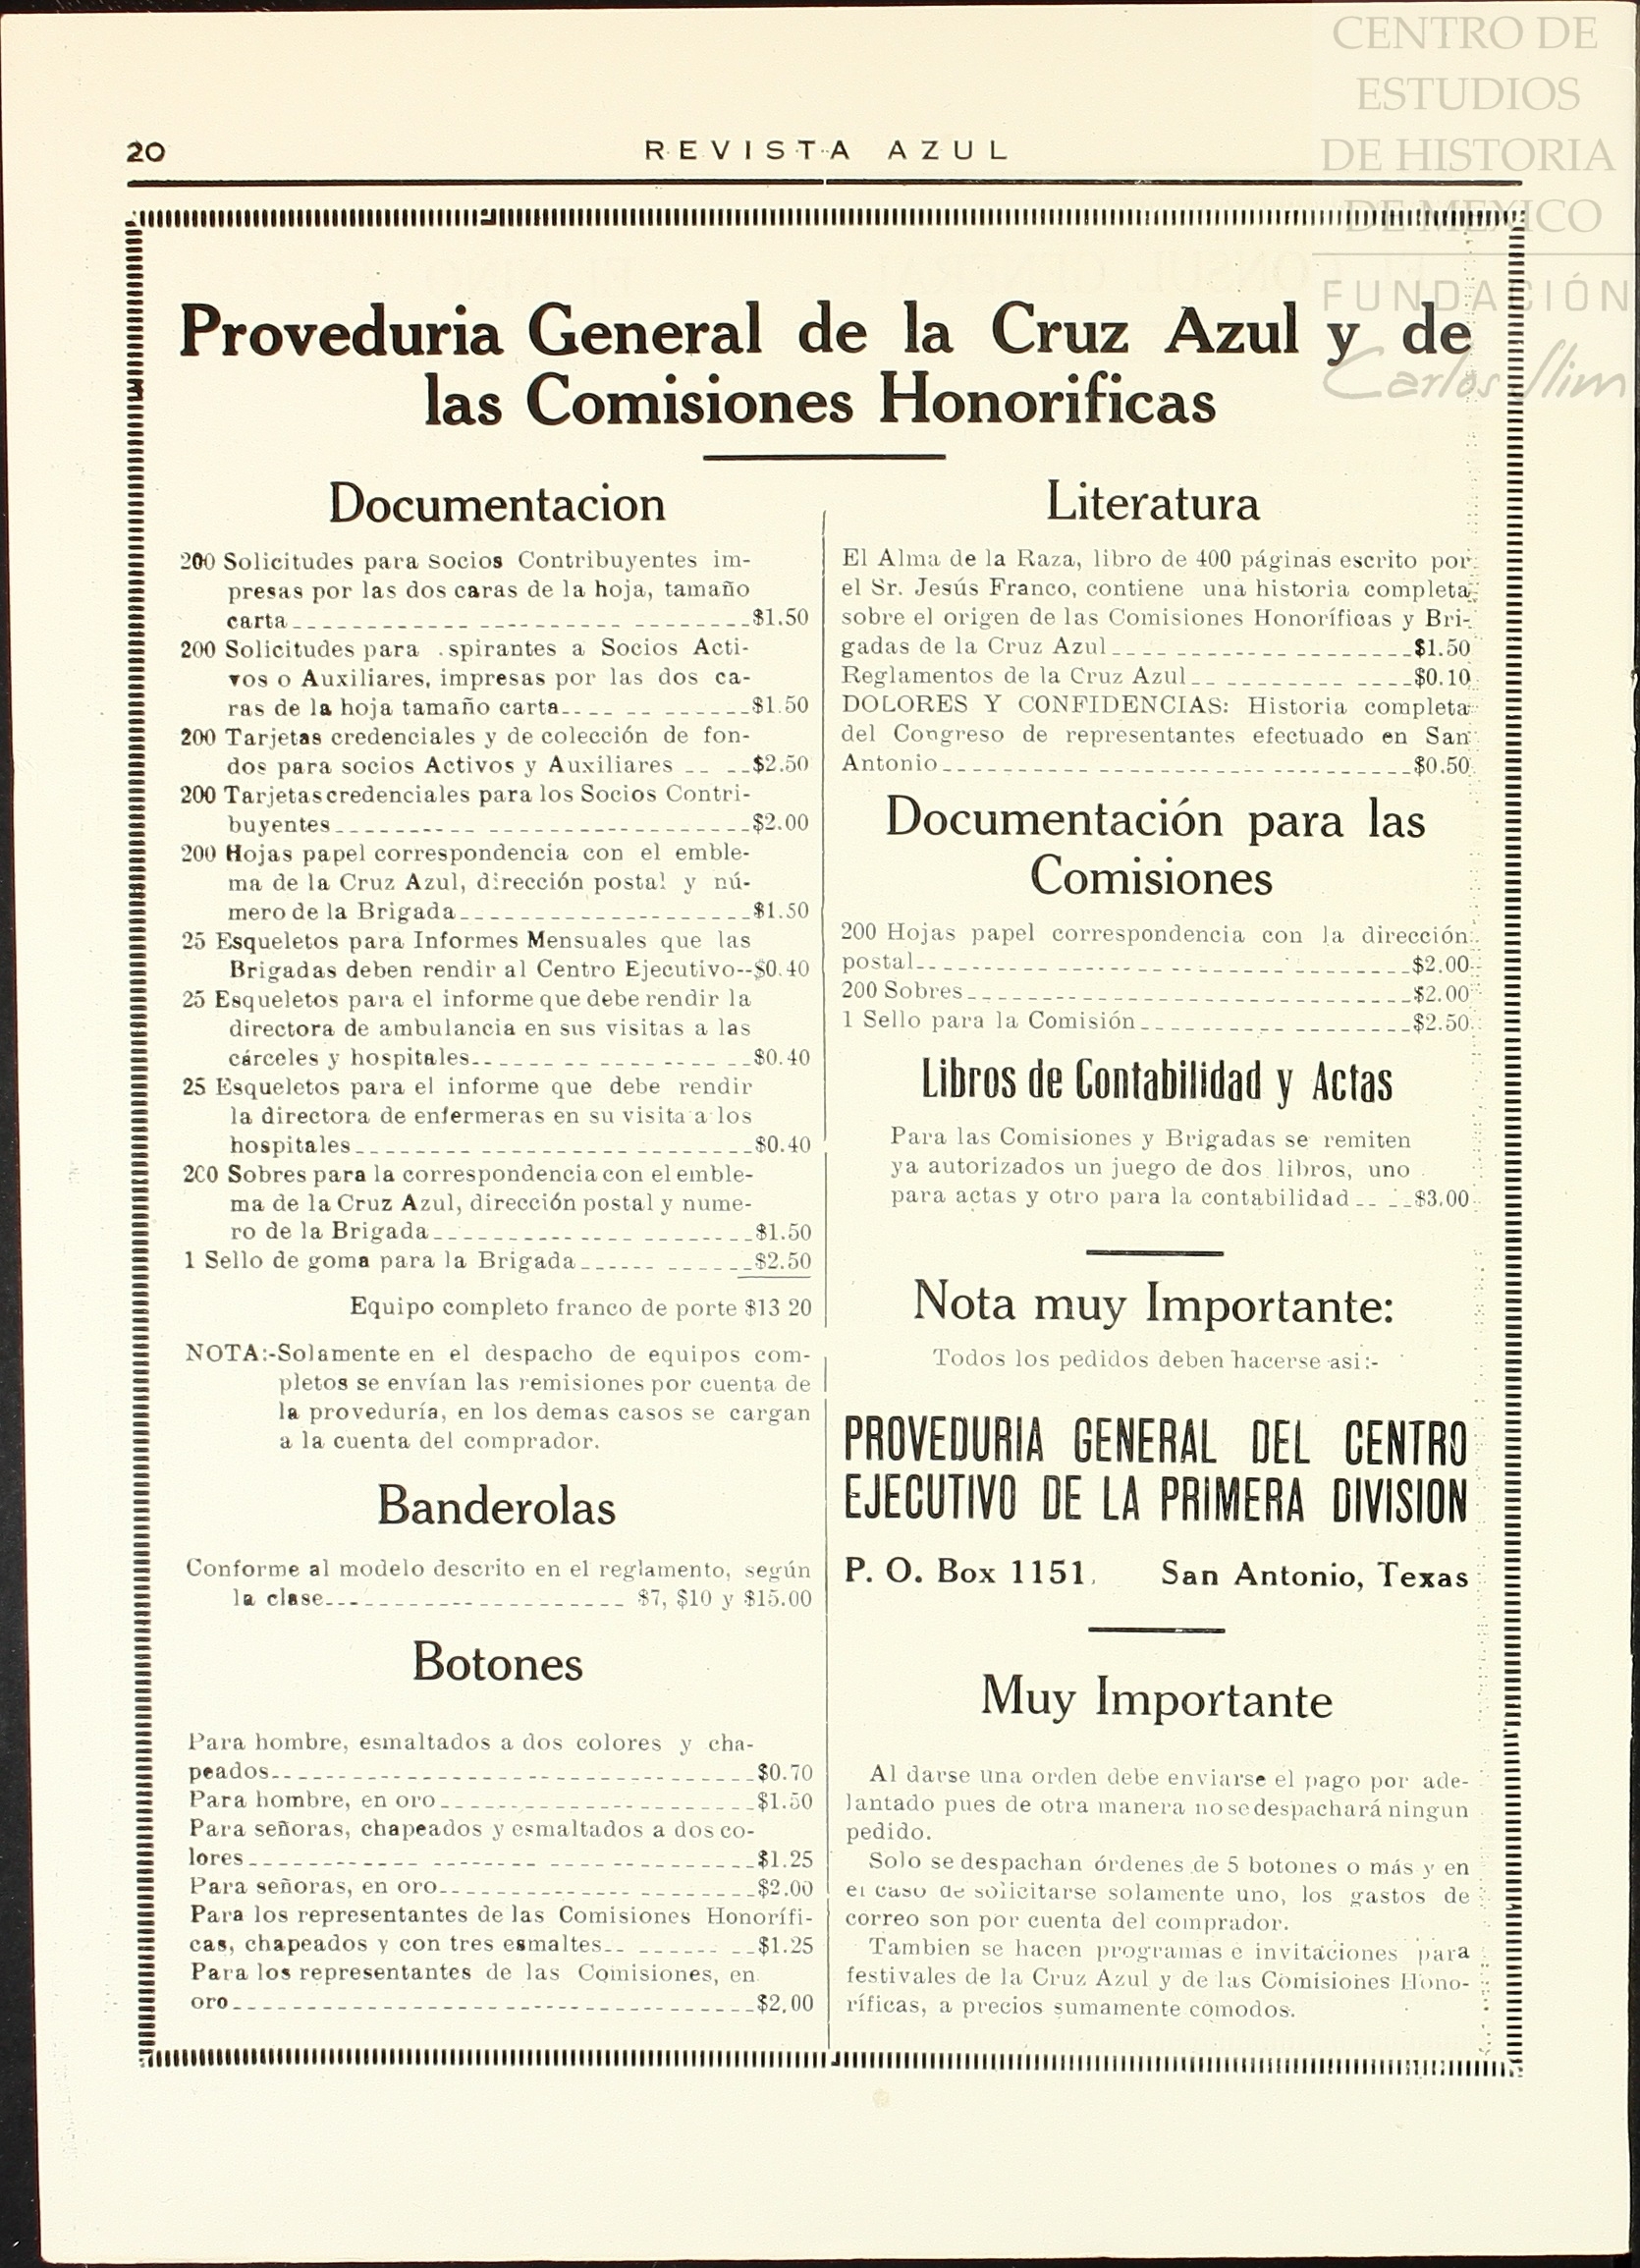 CENTRO DE
ESTUDIOS
DE HISTORIA
DE MEXICO
FUNDACIÓN
Carlos Slim
20
REVISTA AZUL
Proveduria General de la Cruz Azul y de
las Comisiones Honorificas
Documentacion
200 Solicitudes para Socios Contribuyentes im-
presas por las dos caras de la hoja, tamaño
carta $1.50
200 Solicitudes para .spirantes a Socios Acti-
vos o Auxiliares, impresas por las dos ca-
ras de la hoja tamaño carta $1.50
200 Tarjetas credenciales y de colección de fon-
dos para socios Activos y Auxiliares $2.50
200 Tarjetas credenciales para los Socios Contri-
buyentes $2.00
200 Hojas papel correspondencia con el emble-
ma de la Cruz Azul, dirección postal y nú-
mero de la Brigada $1.50
25 Esqueletos para Informes Mensuales que las
Brigadas deben rendir al Centro Ejecutivo--$0.40
25 Esqueletos para el informe que debe rendir la
directora de ambulancia en sus visitas a las
cárceles y hospitales $0.40
25 Esqueletos para el informe que debe rendir
la directora de enfermeras en su visita a los
hospitales $0.40
200 Sobres para la correspondencia con el emble-
ma de la Cruz Azul, dirección postal y nume-
ro de la Brigada $1.50
1 Sello de goma para la Brigada $2.50
Equipo completo franco de porte $13 20
NOTA:-Solamente en el despacho de equipos com-
pletos se envían las remisiones por cuenta de
la proveduría, en los demas casos se cargan
a la cuenta del comprador.
Banderolas
Conforme al modelo descrito en el reglamento, según
la clase $7, $10 y $15.00
Botones
Para hombre, esmaltados a dos colores y cha-
peados $0.70
Para hombre, en oro $1.50
Para señoras, chapeados y esmaltados a dos co-
lores $1.25
Para señoras, en oro $2.00
Para los representantes de las Comisiones Honorífi-
cas, chapeados y con tres esmaltes $1.25
Para los representantes de las Comisiones, en
oro $2.00
Literatura
El Alma de la Raza, libro de 400 páginas escrito por
el Sr. Jesús Franco, contiene una historia completa
sobre el origen de las Comisiones Honoríficas y Bri-
gadas de la Cruz Azul $1.50
Reglamentos de la Cruz Azul $0.10
DOLORES Y CONFIDENCIAS: Historia completa
del Congreso de representantes efectuado en San
Antonio $0.50
Documentación para las
Comisiones
200 Hojas papel correspondencia con la dirección
postal $2.00
200 Sobres $2.00
1 Sello para la Comisión $2.50
Libros de Contabilidad y Actas
Para las Comisiones y Brigadas se remiten
ya autorizados un juego de dos libros, uno
para actas y otro para la contabilidad $3.00
Nota muy Importante:
Todos los pedidos deben hacerse asi:-
PROVEDURIA GENERAL DEL CENTRO
EJECUTIVO DE LA PRIMERA DIVISION
P. O. Box 1151. San Antonio, Texas
Muy Importante
Al darse una orden debe enviarse el pago por ade-
lantado pues de otra manera no se despachará ningun
pedido.
Solo se despachan órdenes de 5 botones o más y en
el caso de solicitarse solamente uno, los gastos de
correo son por cuenta del comprador.
Tambien se hacen programas e invitaciones para
festivales de la Cruz Azul y de las Comisiones Hono-
ríficas, a precios sumamente comodos.